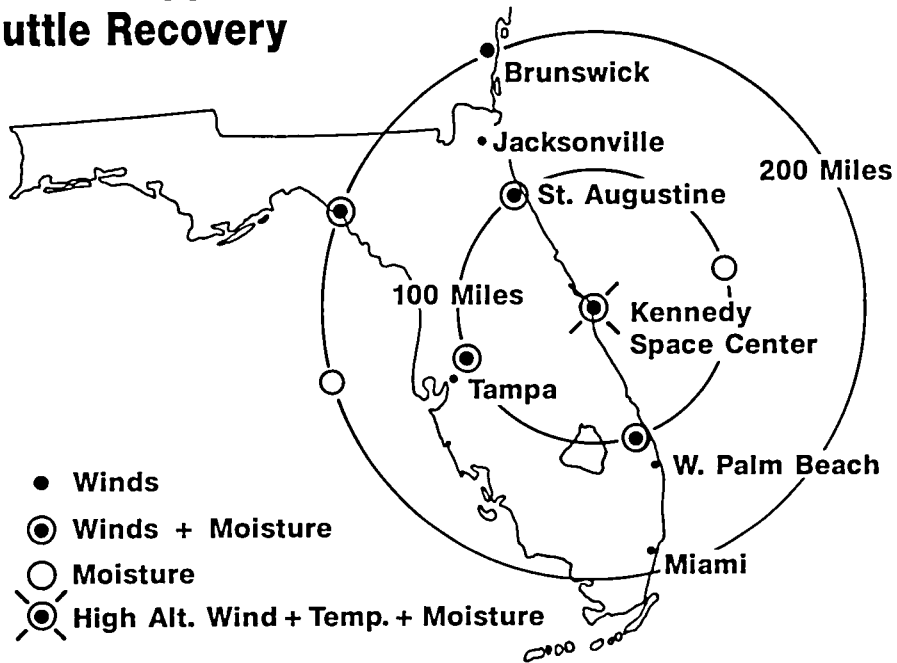 uttle Recovery
Brunswick
Jacksonville
200 Miles
St. Augustine
100 Miles
Kennedy
Space Center
Tampa
W. Palm Beach
Winds
Winds + Moisture
Miami
Moisture
High Alt. Wind + Temp. + Moisture